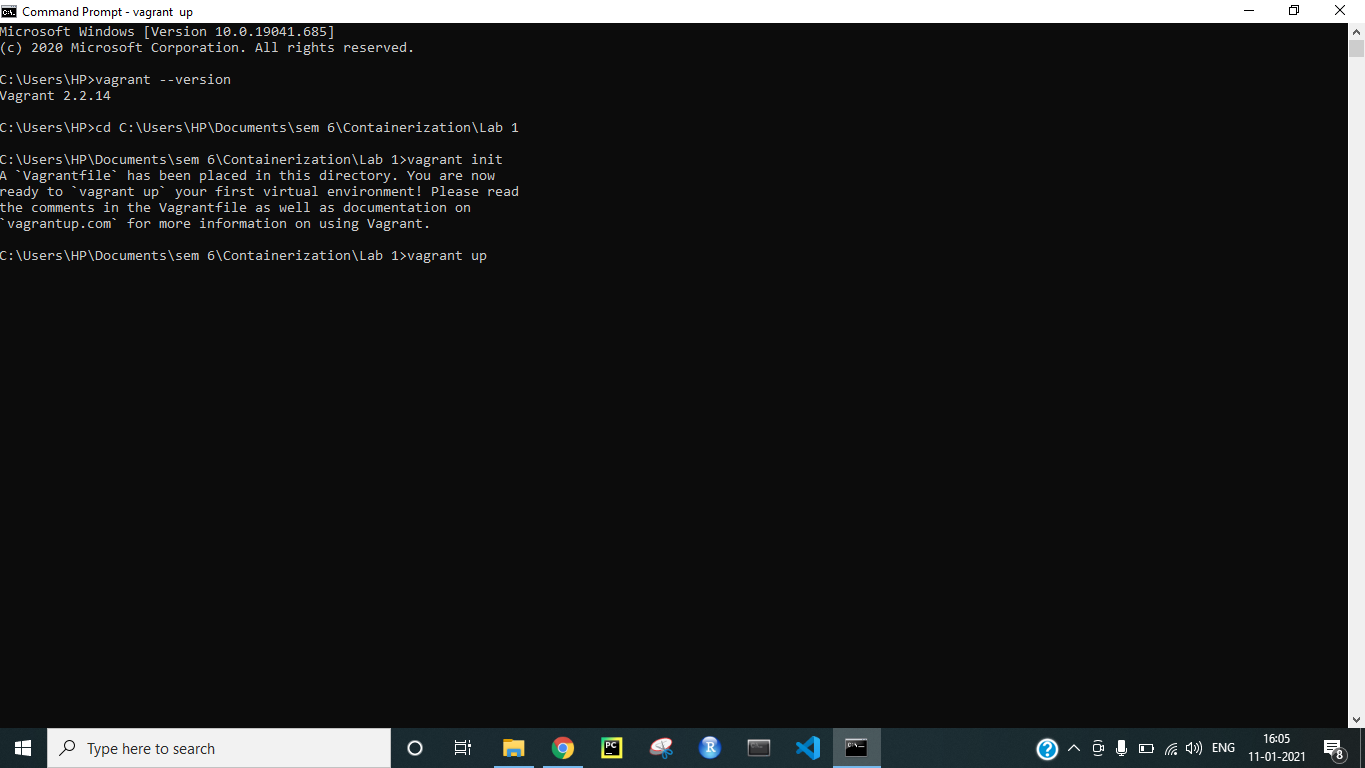 Command Prompt - vagrant  up
Microsoft Windows [Version 10.0.19041.685]
(c) 2020 Microsoft Corporation. All rights reserved.
C:\Users\HP>vagrant --version
Vagrant 2.2.14
C:\Users\HP>cd C:\Users\HP\Documents\sem 6\Containerization\Lab 1
C:\Users\HP\Documents\sem 6\Containerization\Lab 1>vagrant init
A `Vagrantfile` has been placed in this directory. You are now
ready to `vagrant up` your first virtual environment! Please read
the comments in the Vagrantfile as well as documentation on
`vagrantup.com` for more information on using Vagrant.
C:\Users\HP\Documents\sem 6\Containerization\Lab 1>vagrant up
Type here to search
PC
R
ENG
16:05
11-01-2021
8